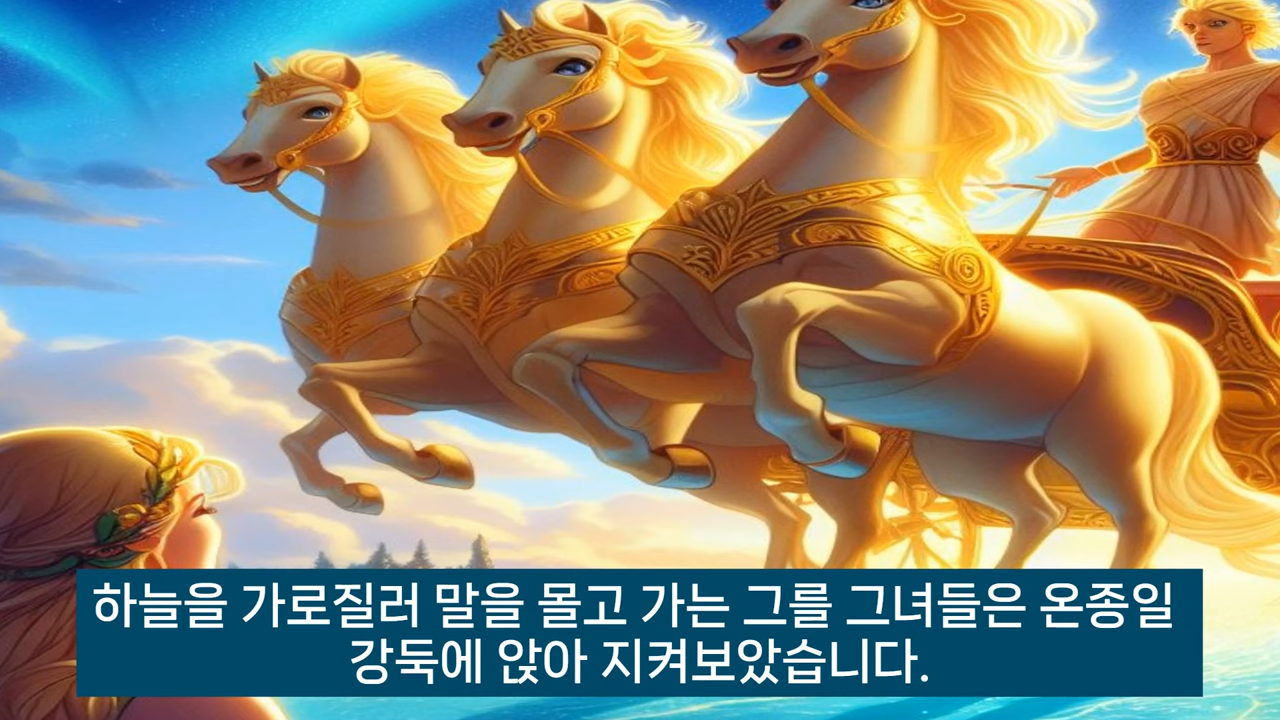 하늘을 가로질러 말을 몰고 가는 그를 그녀들은 온종일
강둑에 앉아 지켜보았습니다.